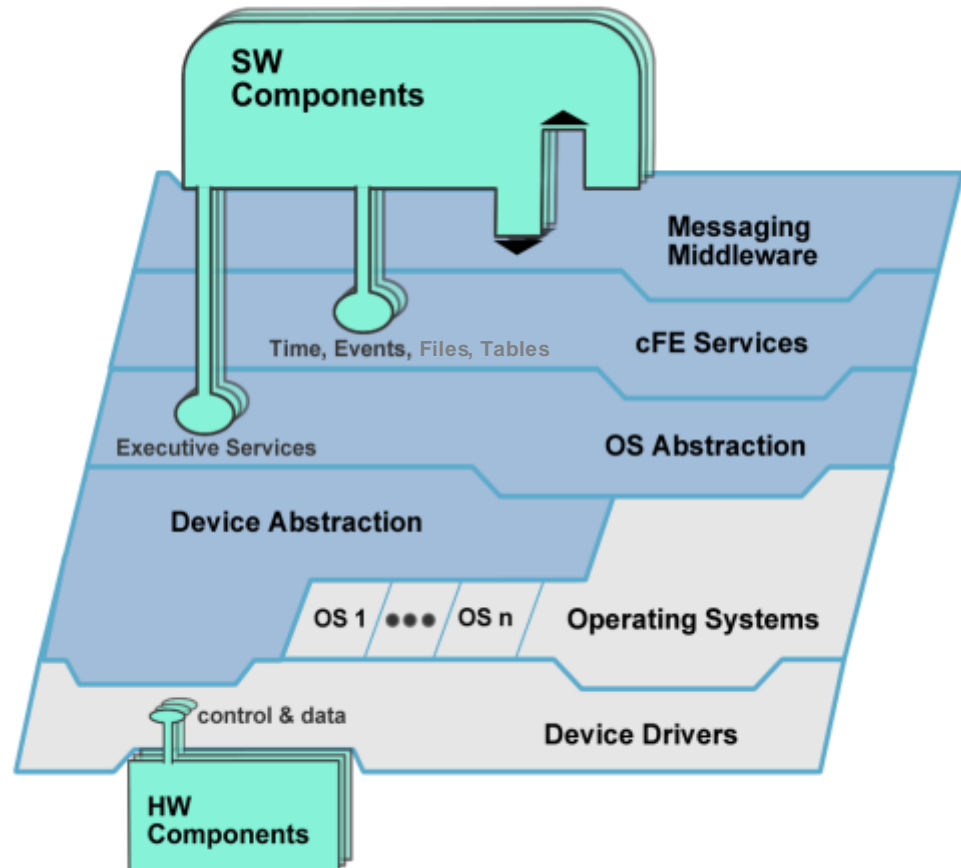 SW
Components
Messaging
Middleware
Time, Events, Files, Tables
cFE Services
Executive Services
OS Abstraction
Device Abstraction
OS 1
OS n
Operating Systems
control & data
Device Drivers
HW
Components